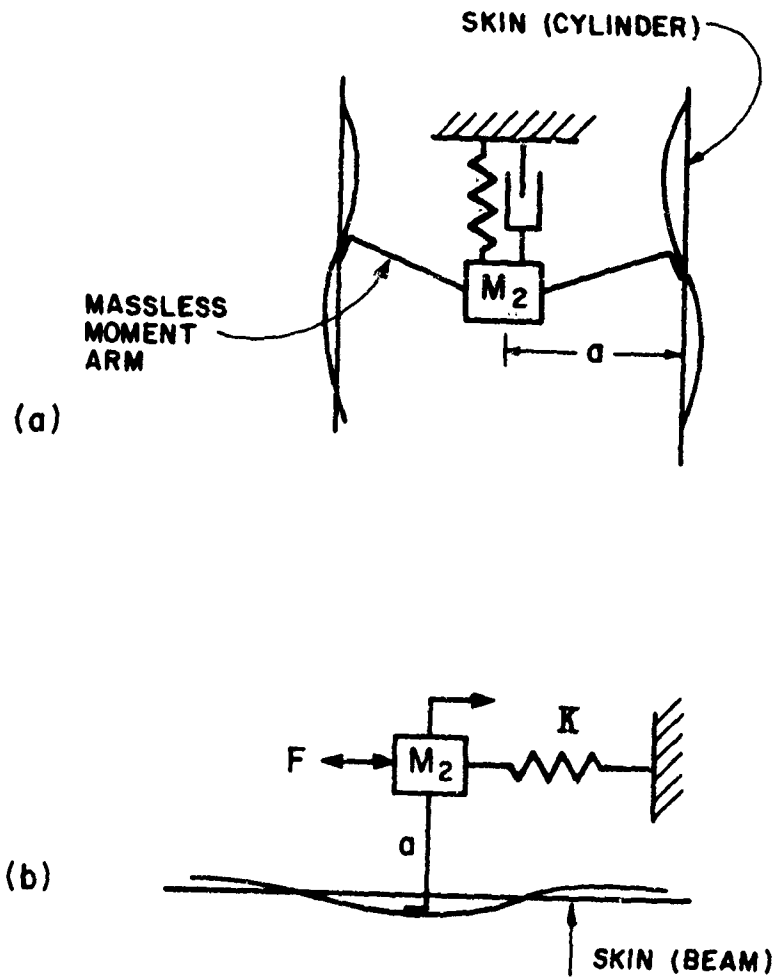 SKIN (CYLINDER)
M2
MASSLESS
MOMENT
ARM
a
(a)
K
F
M2
a
(b)
SKIN (BEAM)